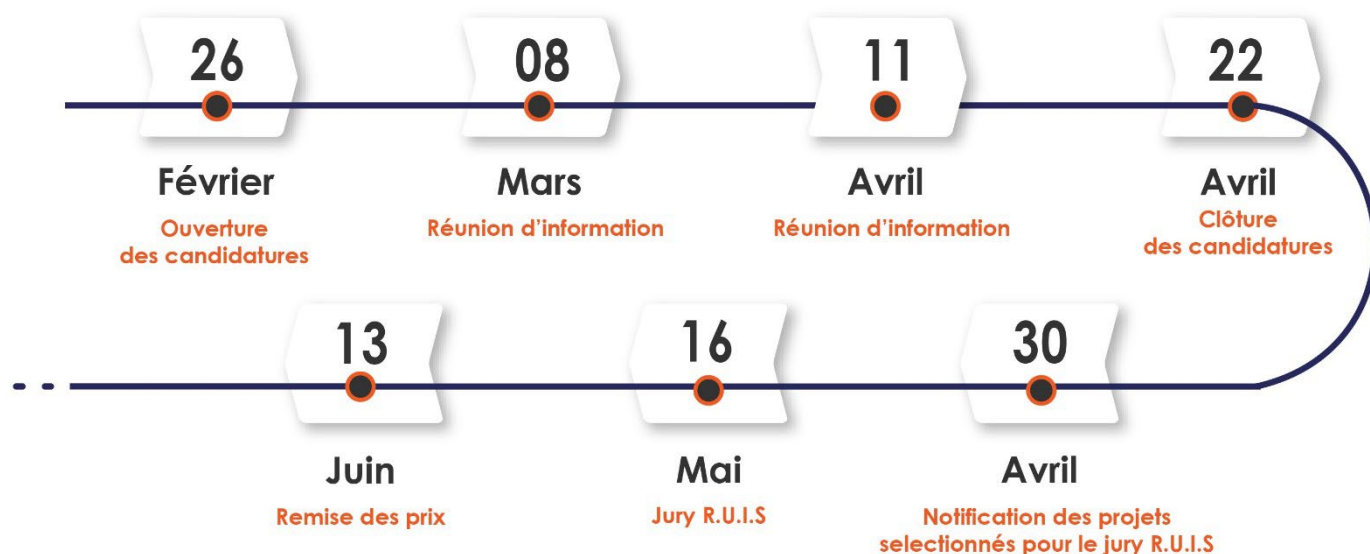 26
Février
Ouverture
des candidatures
08
Mars
Réunion d'information
11
Avril
Réunion d'information
22
Avril
Clôture
des candidatures
30
Avril
Notification des projets
selectionnés pour le jury R.U.I.S
16
Mai
Jury R.U.I.S
13
Juin
Remise des prix